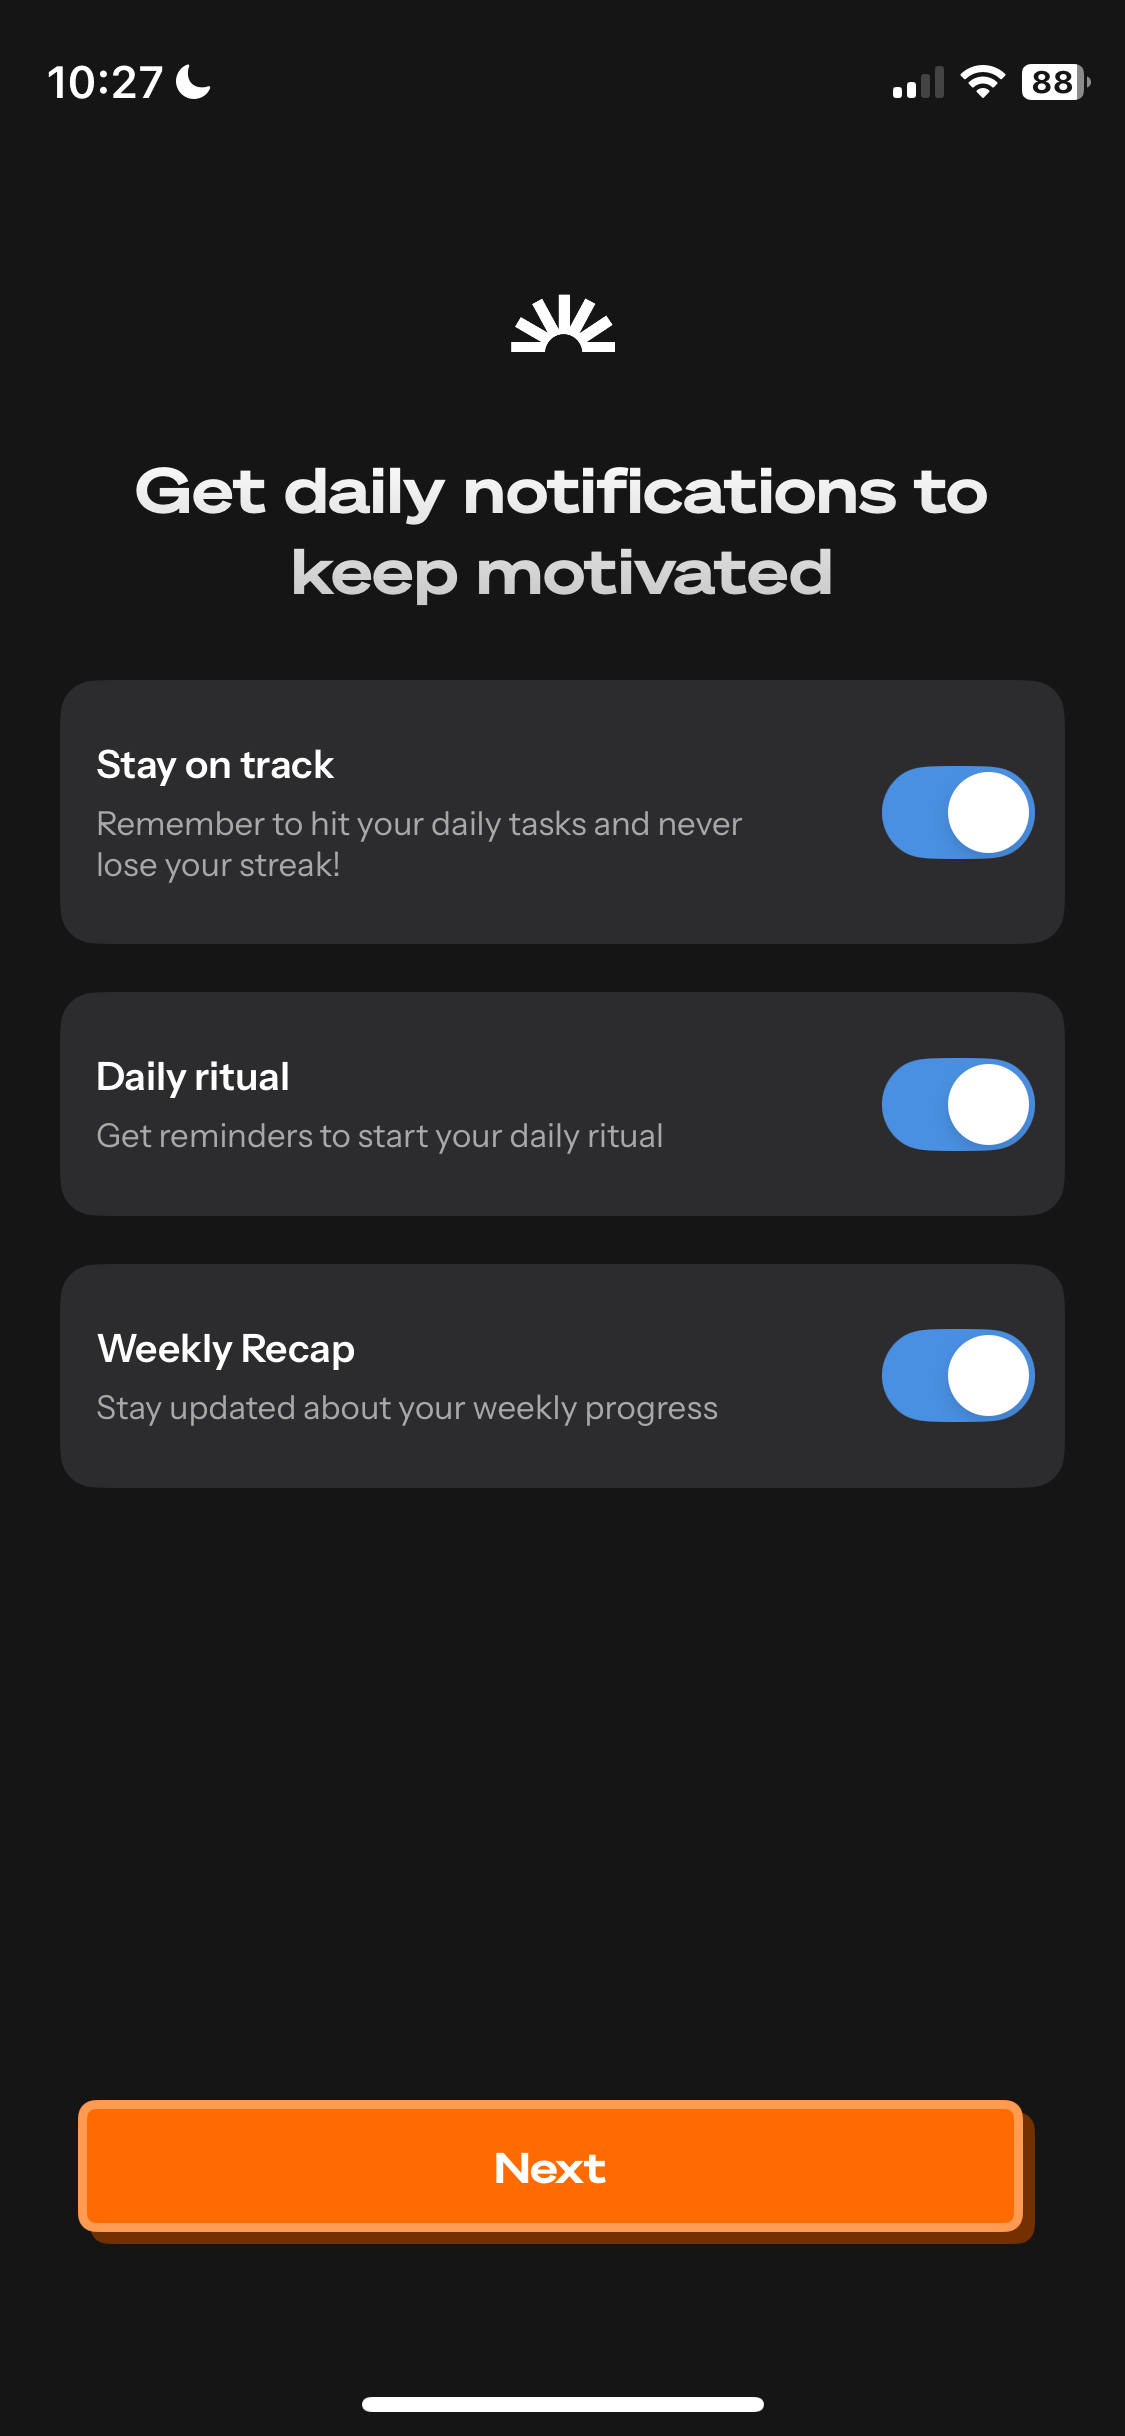 10:27
88
Get daily notifications to
keep motivated
Stay on track
Remember to hit your daily tasks and never
lose your streak!
Daily ritual
Get reminders to start your daily ritual
Weekly Recap
Stay updated about your weekly progress
Next